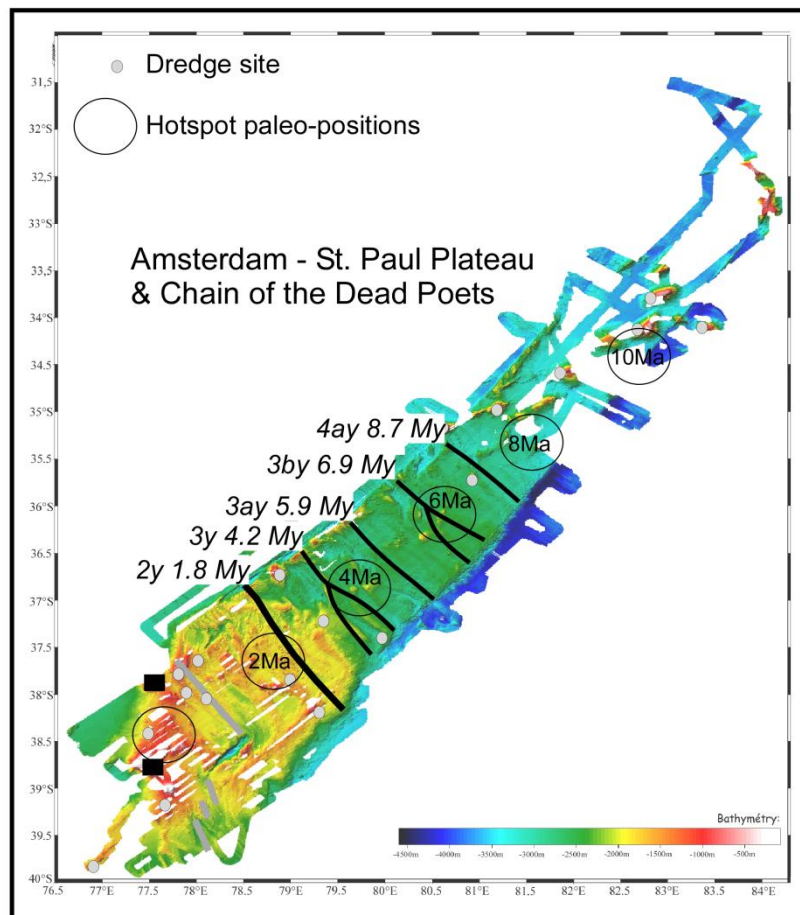 Dredge site
Hotspot paleo-positions
Amsterdam - St. Paul Plateau
& Chain of the Dead Poets
31,5
32°S
32,5
33°S
33,5
34°S
34,5
35°S
35.5
36°S
36.5
37°S
37.5
38°S
38.5
39°S
39.5
40°S
10Ma
8Ma
6Ma
4Ma
2Ma
4ay 8.7 My
3by 6.9 My
3ay 5.9 My
3y 4.2 My
2y 1.8 My
Bathymétry:
-4500m -4000m -3500m -3000m -2500m -2000m -1500m -1000m -500m
76.5 77°E 77.5 78°E 78.5 79°E 79.5 80°E 80.5 81°E 81.5 82°E 82.5 83°E 83.5 84°E